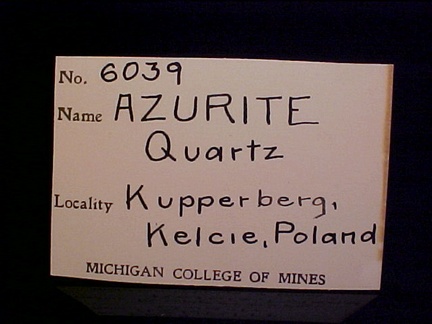 No. 6039
Name AZURITE
Quartz
Locality Kupperberg,
Kelcie, Poland
MICHIGAN COLLEGE OF MINES